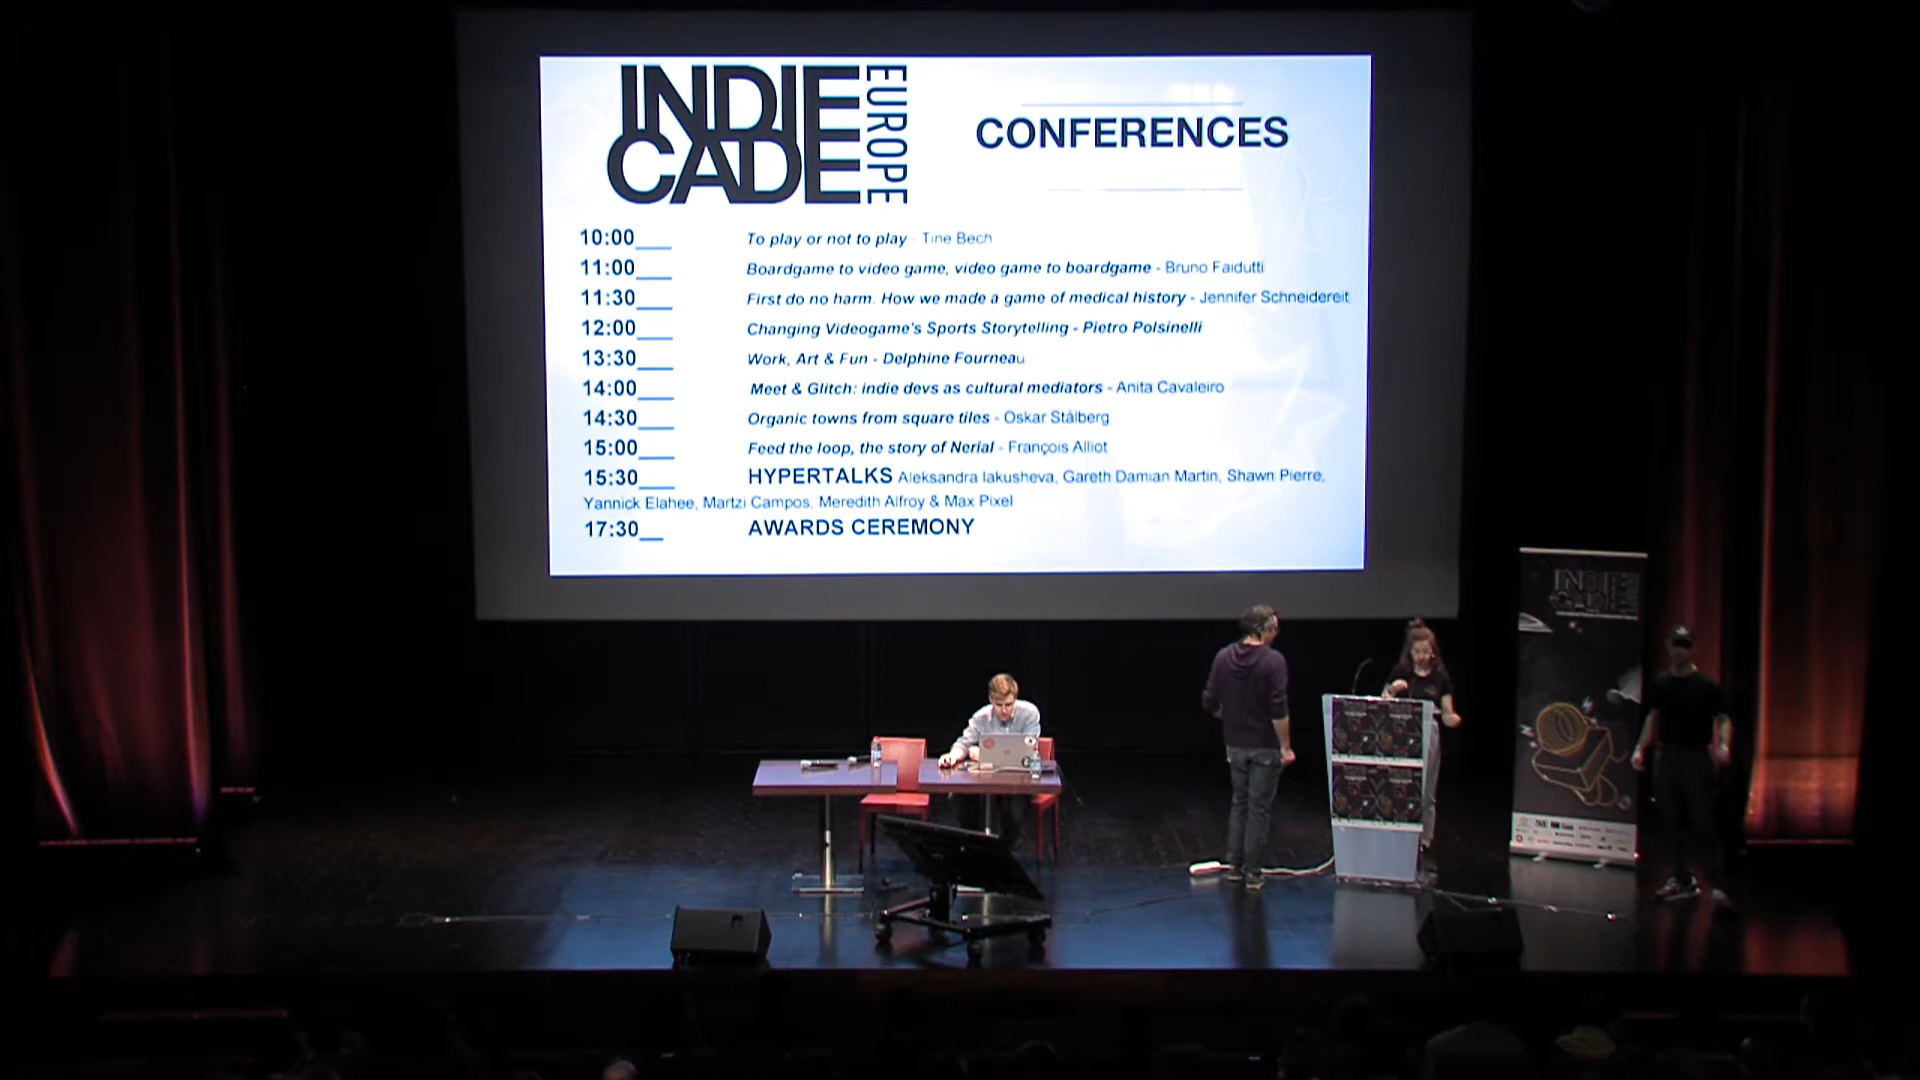 INDIE
CADE
EUROPE
CONFERENCES
10:00___ To play or not to play - Tine Bech
11:00___ Boardgame to video game, video game to boardgame - Bruno Faidutti
11:30___ First do no harm. How we made a game of medical history - Jennifer Schneidereit
12:00___ Changing Videogame's Sports Storytelling - Pietro Polsinelli
13:30___ Work, Art & Fun - Delphine Fourneau
14:00___ Meet & Glitch: indie devs as cultural mediators - Anita Cavaleiro
14:30___ Organic towns from square tiles - Oskar Stålberg
15:00___ Feed the loop, the story of Nerial - François Alliot
15:30___ HYPERTALKS Aleksandra Iakusheva, Gareth Damian Martin, Shawn Pierre,
Yannick Elahee, Martzi Campos, Meredith Alfroy & Max Pixel
17:30__ AWARDS CEREMONY
INDIE
CADE